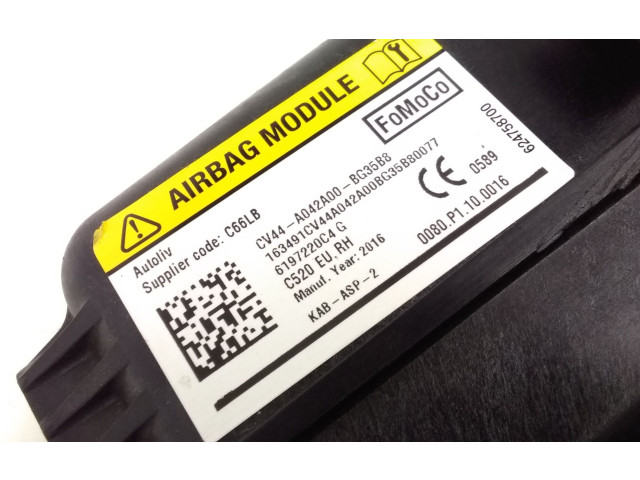 AIRBAG MODULE
FoMoCo
Autoliv
Supplier code: C66LB
CV44-A042A00-BG35B8
163491CV44A042A00BG35B80077
6197220C4 G
C520 EU, RH
Manuf. Year: 2016
KAB-ASP-2
CE 0589
0080.P1.10.0016
624758700